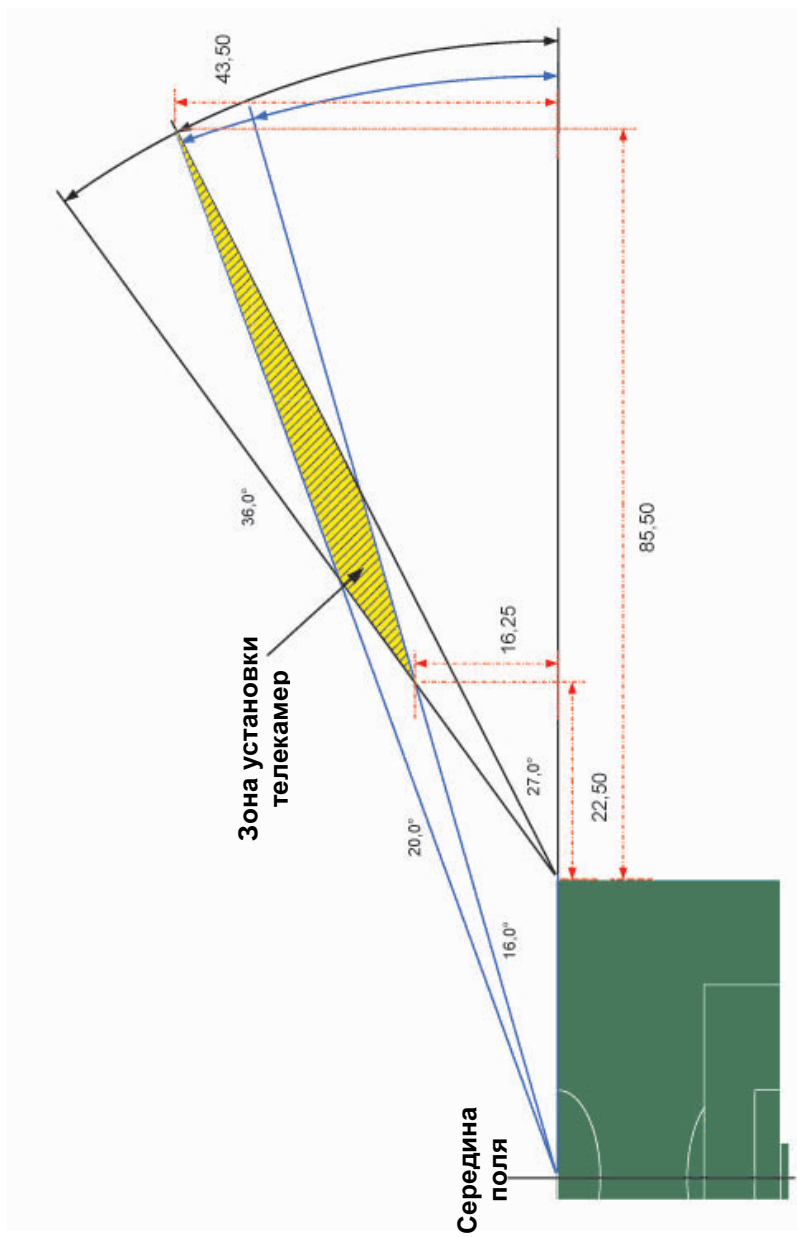 43,50
36,0°
85,50
Зона установки
телекамер
16,25
27,0°
22,50
20,0°
16,0°
Середина
поля